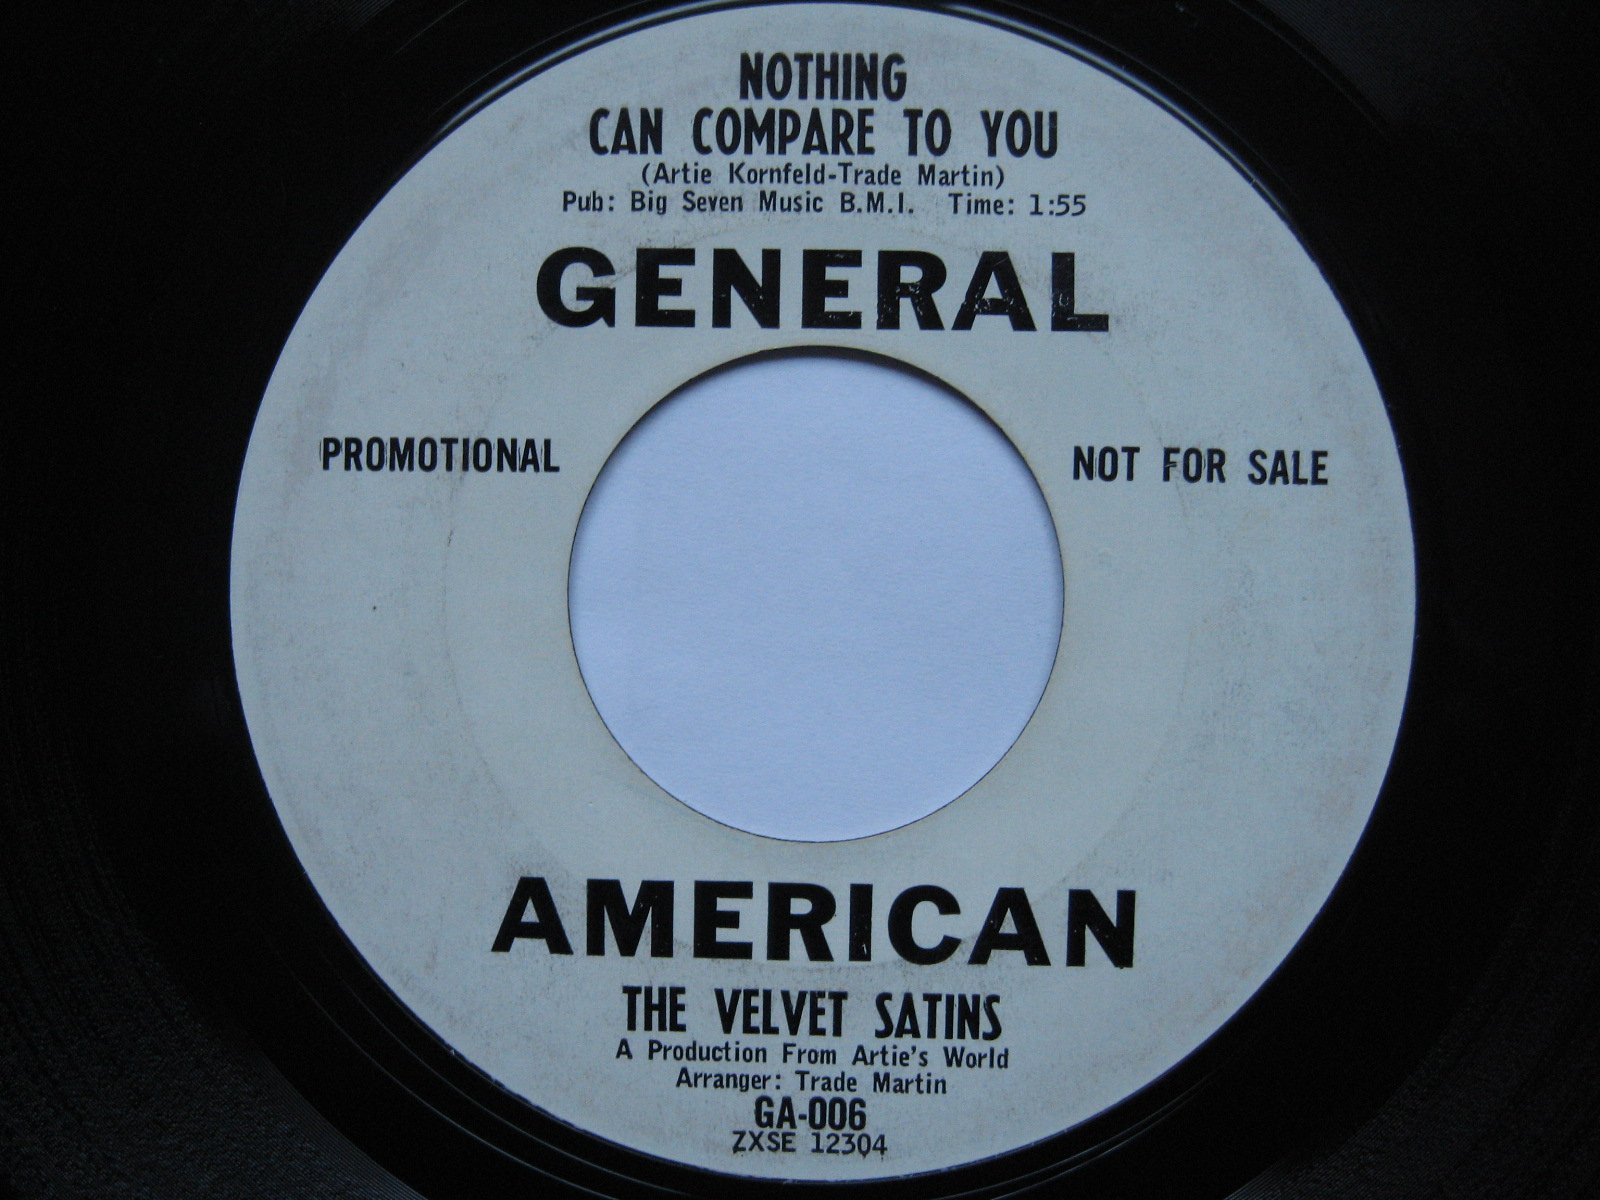 NOTHING
CAN COMPARE TO YOU
(Artie Kornfeld-Trade Martin)
Pub: Big Seven Music B.M.I. Time: 1:55
GENERAL
PROMOTIONAL
NOT FOR SALE
AMERICAN
THE VELVET SATINS
A Production From Artie's World
Arranger: Trade Martin
GA-006
ZXSE 12304